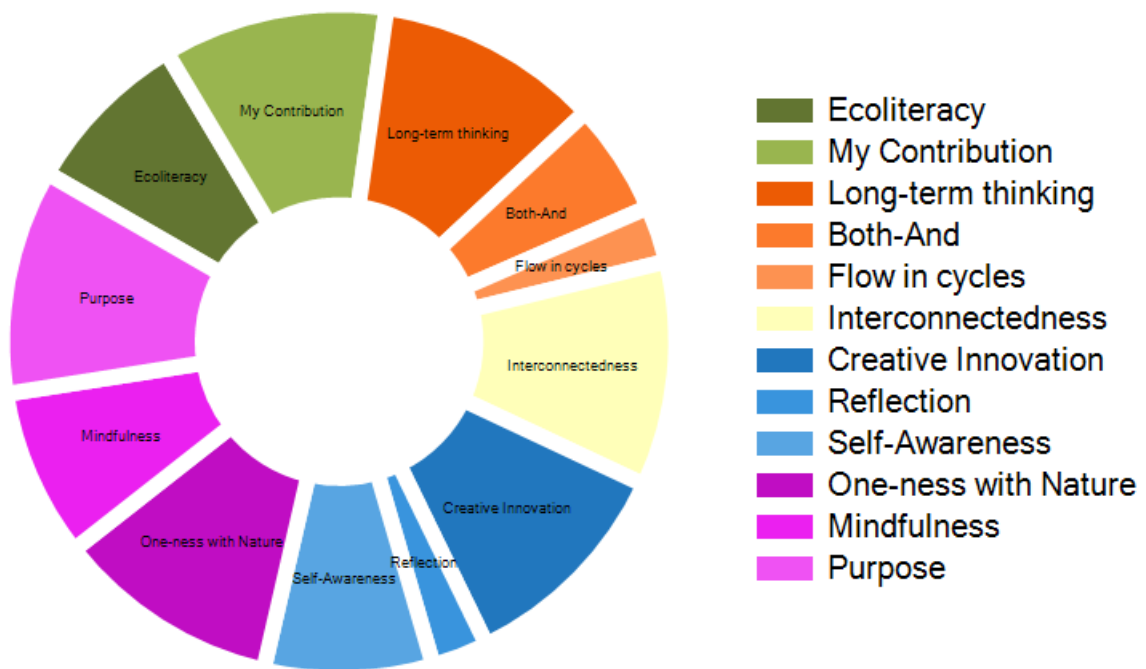 My Contribution
Long-term thinking
Both-And
Flow in cycles
Interconnectedness
Creative Innovation
Reflection
Self-Awareness
One-ness with Nature
Mindfulness
Purpose
Ecoliteracy
Ecoliteracy
My Contribution
Long-term thinking
Both-And
Flow in cycles
Interconnectedness
Creative Innovation
Reflection
Self-Awareness
One-ness with Nature
Mindfulness
Purpose